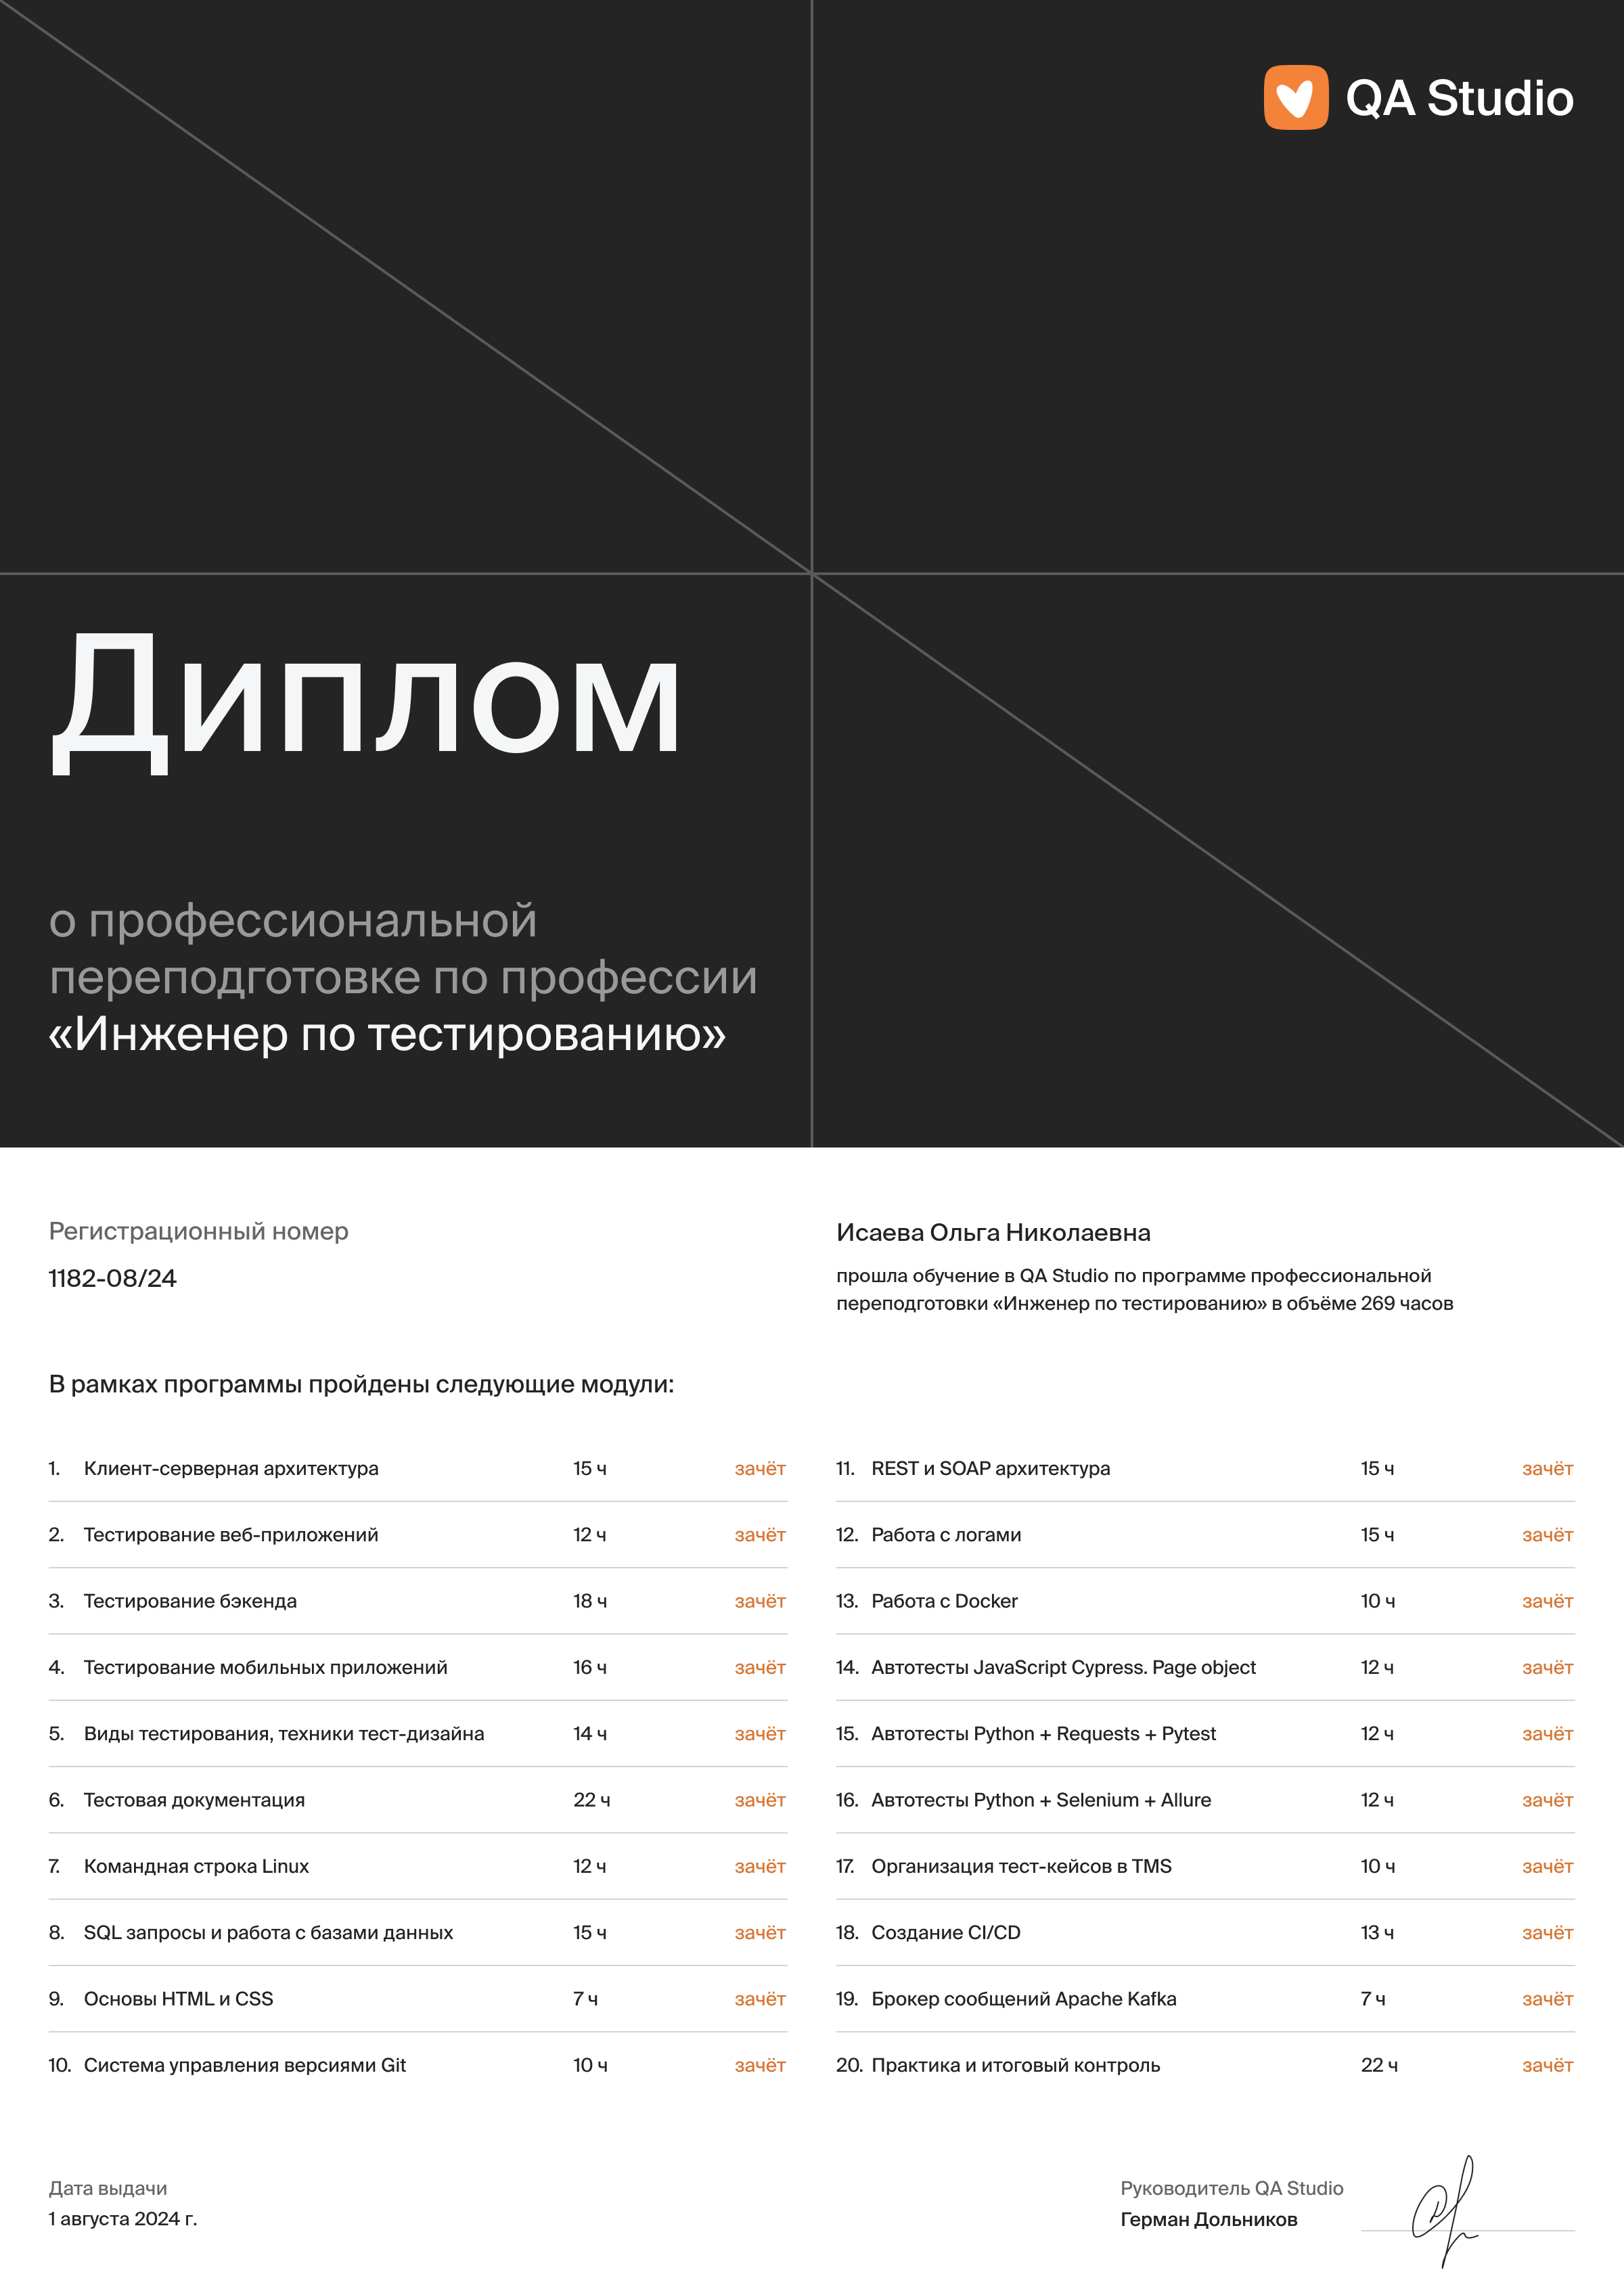 QA Studio
Диплом
о профессиональной
переподготовке по профессии
«Инженер по тестированию»
Регистрационный номер
1182-08/24
Исаева Ольга Николаевна
прошла обучение в QA Studio по программе профессиональной
переподготовки «Инженер по тестированию» в объёме 269 часов
В рамках программы пройдены следующие модули:
1. Клиент-серверная архитектура 15 ч зачёт
2. Тестирование веб-приложений 12 ч зачёт
3. Тестирование бэкенда 18 ч зачёт
4. Тестирование мобильных приложений 16 ч зачёт
5. Виды тестирования, техники тест-дизайна 14 ч зачёт
6. Тестовая документация 22 ч зачёт
7. Командная строка Linux 12 ч зачёт
8. SQL запросы и работа с базами данных 15 ч зачёт
9. Основы HTML и CSS 7 ч зачёт
10. Система управления версиями Git 10 ч зачёт
11. REST и SOAP архитектура 15 ч зачёт
12. Работа с логами 15 ч зачёт
13. Работа с Docker 10 ч зачёт
14. Автотесты JavaScript Cypress. Page object 12 ч зачёт
15. Автотесты Python + Requests + Pytest 12 ч зачёт
16. Автотесты Python + Selenium + Allure 12 ч зачёт
17. Организация тест-кейсов в TMS 10 ч зачёт
18. Создание CI/CD 13 ч зачёт
19. Брокер сообщений Apache Kafka 7 ч зачёт
20. Практика и итоговый контроль 22 ч зачёт
Дата выдачи
1 августа 2024 г.
Руководитель QA Studio
Герман Дольников